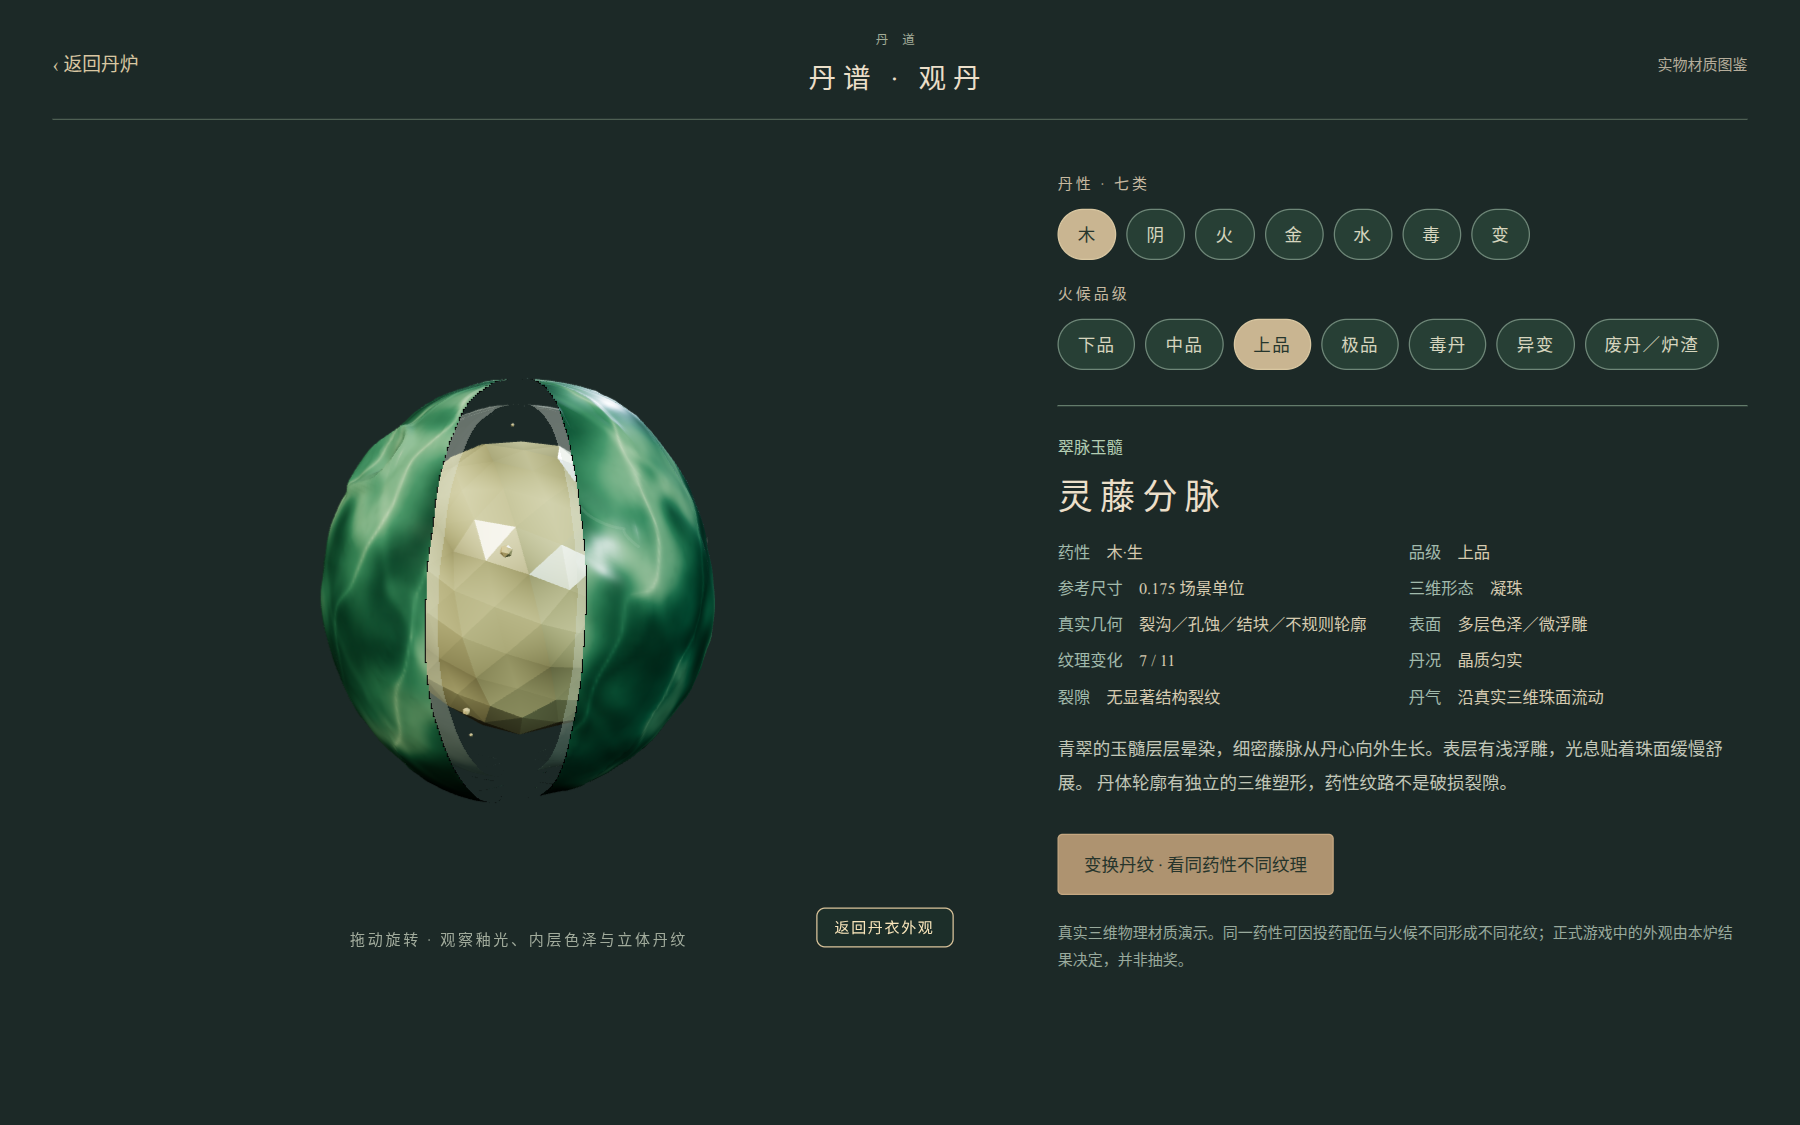 ‹ 返回丹炉
丹 道
丹谱 · 观丹
实物材质图鉴
丹性 · 七类
木 阴 火 金 水 毒 变
火候品级
下品 中品 上品 极品 毒丹 异变 废丹／炉渣
翠脉玉髓
灵藤分脉
药性 木·生 品级 上品
参考尺寸 0.175 场景单位 三维形态 凝珠
真实几何 裂沟／孔蚀／结块／不规则轮廓 表面 多层色泽／微浮雕
纹理变化 7 / 11 丹况 晶质匀实
裂隙 无显著结构裂纹 丹气 沿真实三维珠面流动
青翠的玉髓层层晕染，细密藤脉从丹心向外生长。表层有浅浮雕，光息贴着珠面缓慢舒
展。 丹体轮廓有独立的三维塑形，药性纹路不是破损裂隙。
变换丹纹 · 看同药性不同纹理
真实三维物理材质演示。同一药性可因投药配伍与火候不同形成不同花纹；正式游戏中的外观由本炉结
果决定，并非抽奖。
返回丹衣外观
拖动旋转 · 观察釉光、内层色泽与立体丹纹